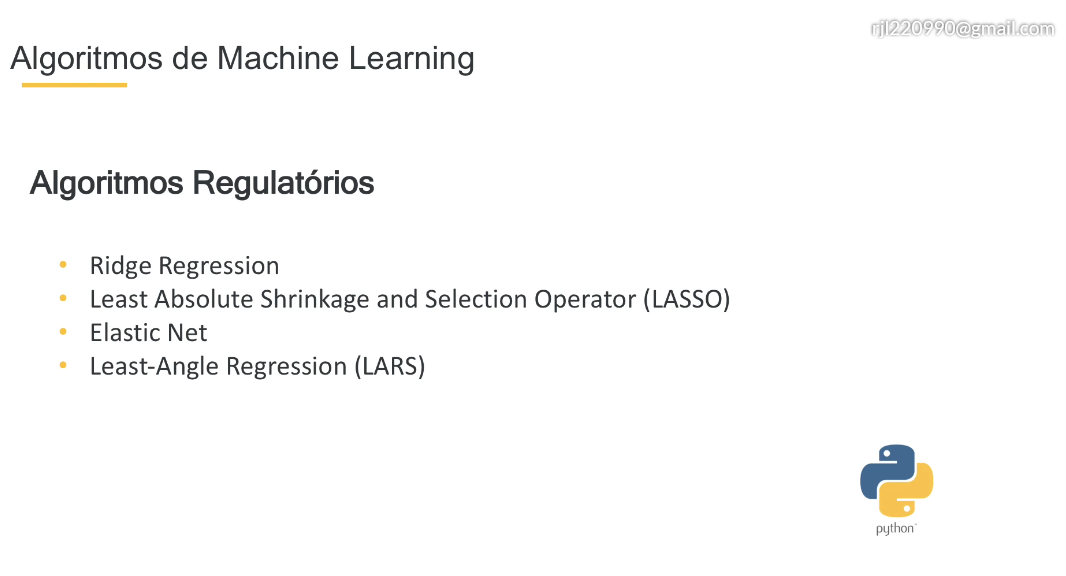 rjl220990@gmail.com
Algoritmos de Machine Learning
Algoritmos Regulatórios
• Ridge Regression
• Least Absolute Shrinkage and Selection Operator (LASSO)
• Elastic Net
• Least-Angle Regression (LARS)
python